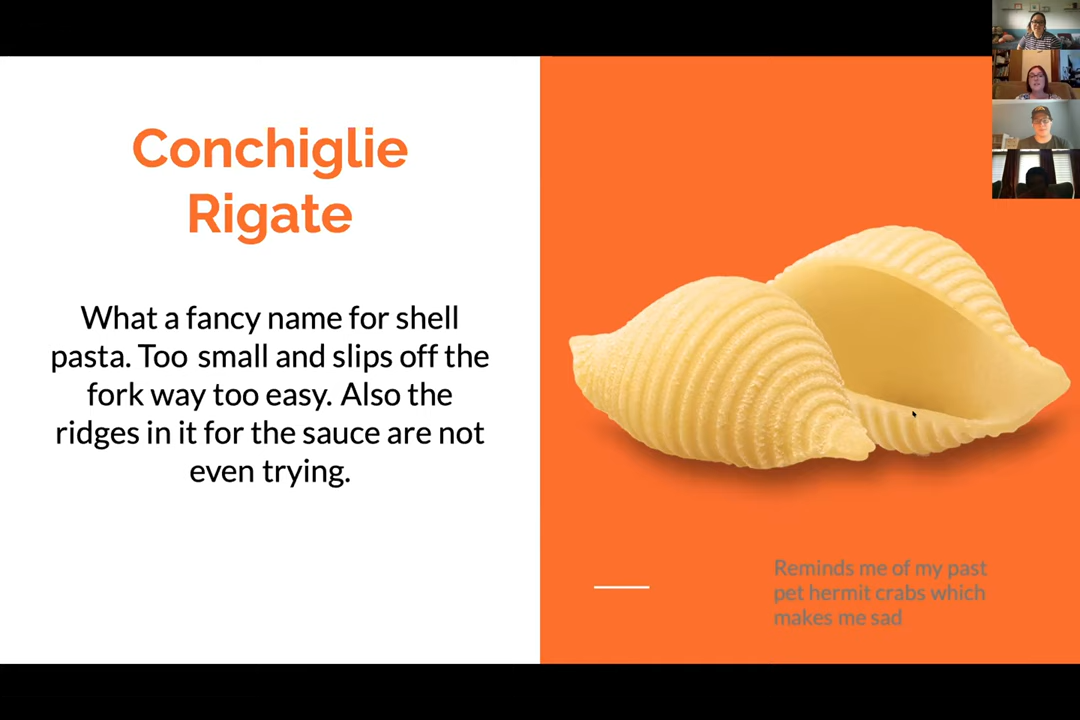 Conchiglie
Rigate
What a fancy name for shell
pasta. Too small and slips off the
fork way too easy. Also the
ridges in it for the sauce are not
even trying.
Reminds me of my past
pet hermit crabs which
makes me sad